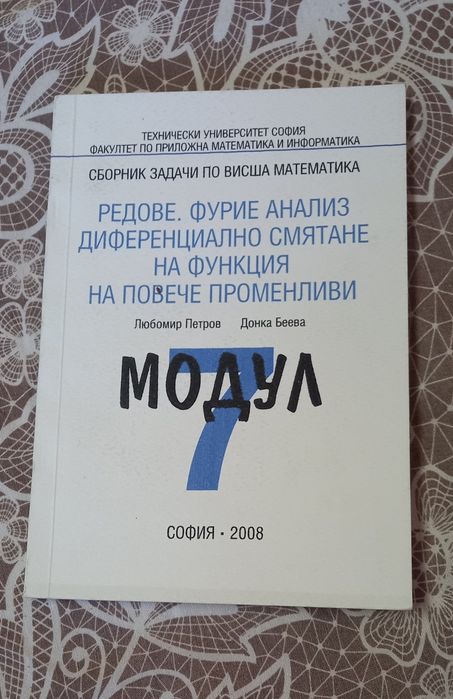 ТЕХНИЧЕСКИ УНИВЕРСИТЕТ СОФИЯ
ФАКУЛТЕТ ПО ПРИЛОЖНА МАТЕМАТИКА И ИНФОРМАТИКА
СБОРНИК ЗАДАЧИ ПО ВИСША МАТЕМАТИКА
РЕДОВЕ. ФУРИЕ АНАЛИЗ
ДИФЕРЕНЦИАЛНО СМЯТАНЕ
НА ФУНКЦИЯ
НА ПОВЕЧЕ ПРОМЕНЛИВИ
Любомир Петров Донка Беева
МОДУЛ
7
СОФИЯ • 2008